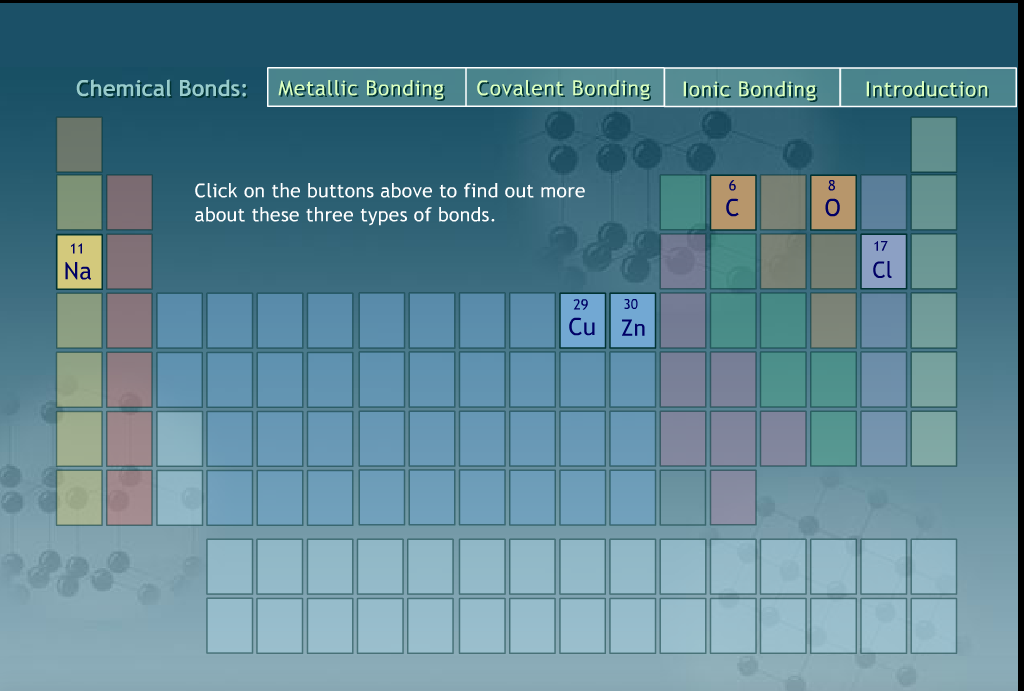 Chemical Bonds: Metallic Bonding Covalent Bonding Ionic Bonding Introduction
Click on the buttons above to find out more
about these three types of bonds.
6 8
C O
11 17
Na Cl
29 30
Cu Zn